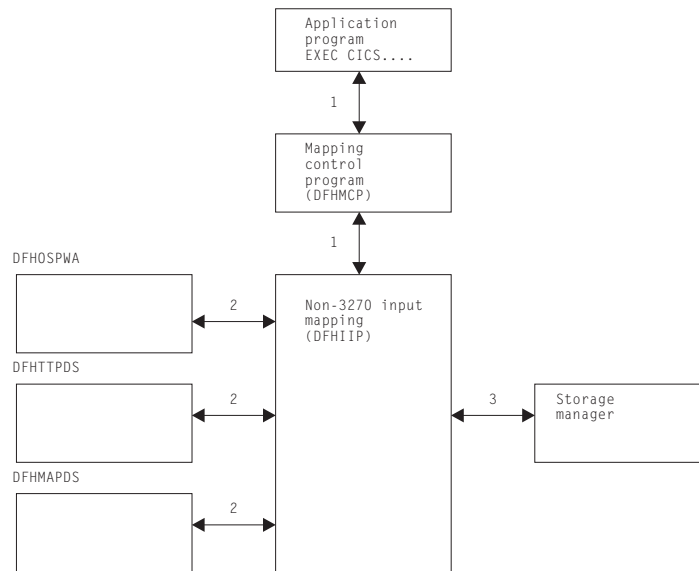 Application
program
EXEC CICS....
1
Mapping
control
program
(DFHMCP)
1
DFHOSPWA
2
Non-3270 input
mapping
(DFHIIP)
DFHTTPDS
2
3
Storage
manager
DFHMAPDS
2